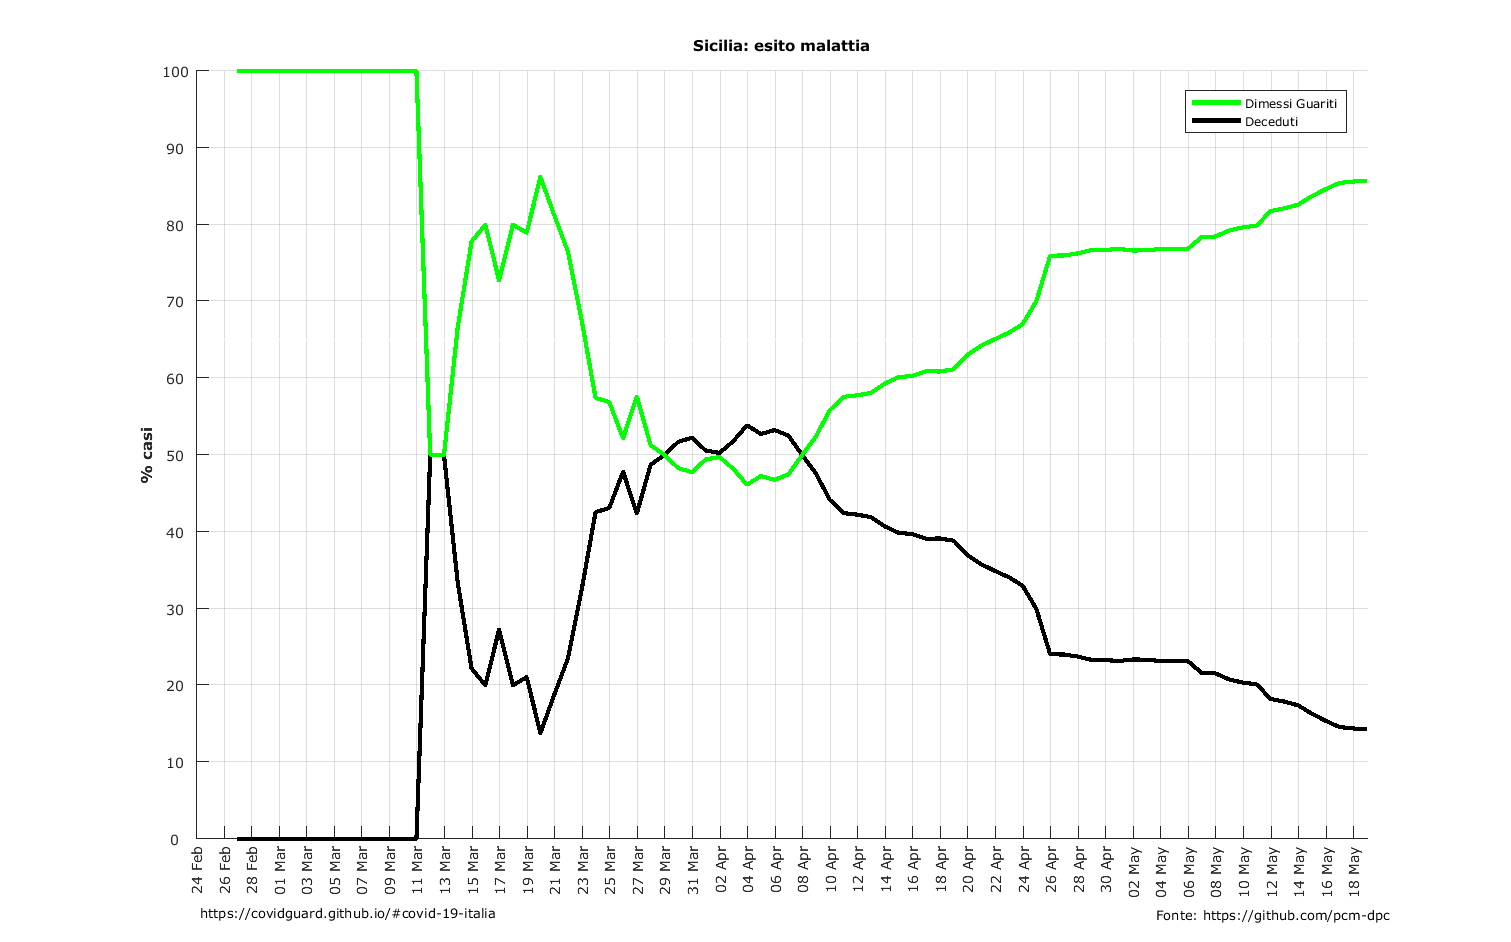 Sicilia: esito malattia
100
90
80
70
60
50
40
30
20
10
0
% casi
Dimessi Guariti
Deceduti
24 Feb
26 Feb
28 Feb
01 Mar
03 Mar
05 Mar
07 Mar
09 Mar
11 Mar
13 Mar
15 Mar
17 Mar
19 Mar
21 Mar
23 Mar
25 Mar
27 Mar
29 Mar
31 Mar
02 Apr
04 Apr
06 Apr
08 Apr
10 Apr
12 Apr
14 Apr
16 Apr
18 Apr
20 Apr
22 Apr
24 Apr
26 Apr
28 Apr
30 Apr
02 May
04 May
06 May
08 May
10 May
12 May
14 May
16 May
18 May
https://covidguard.github.io/#covid-19-italia
Fonte: https://github.com/pcm-dpc